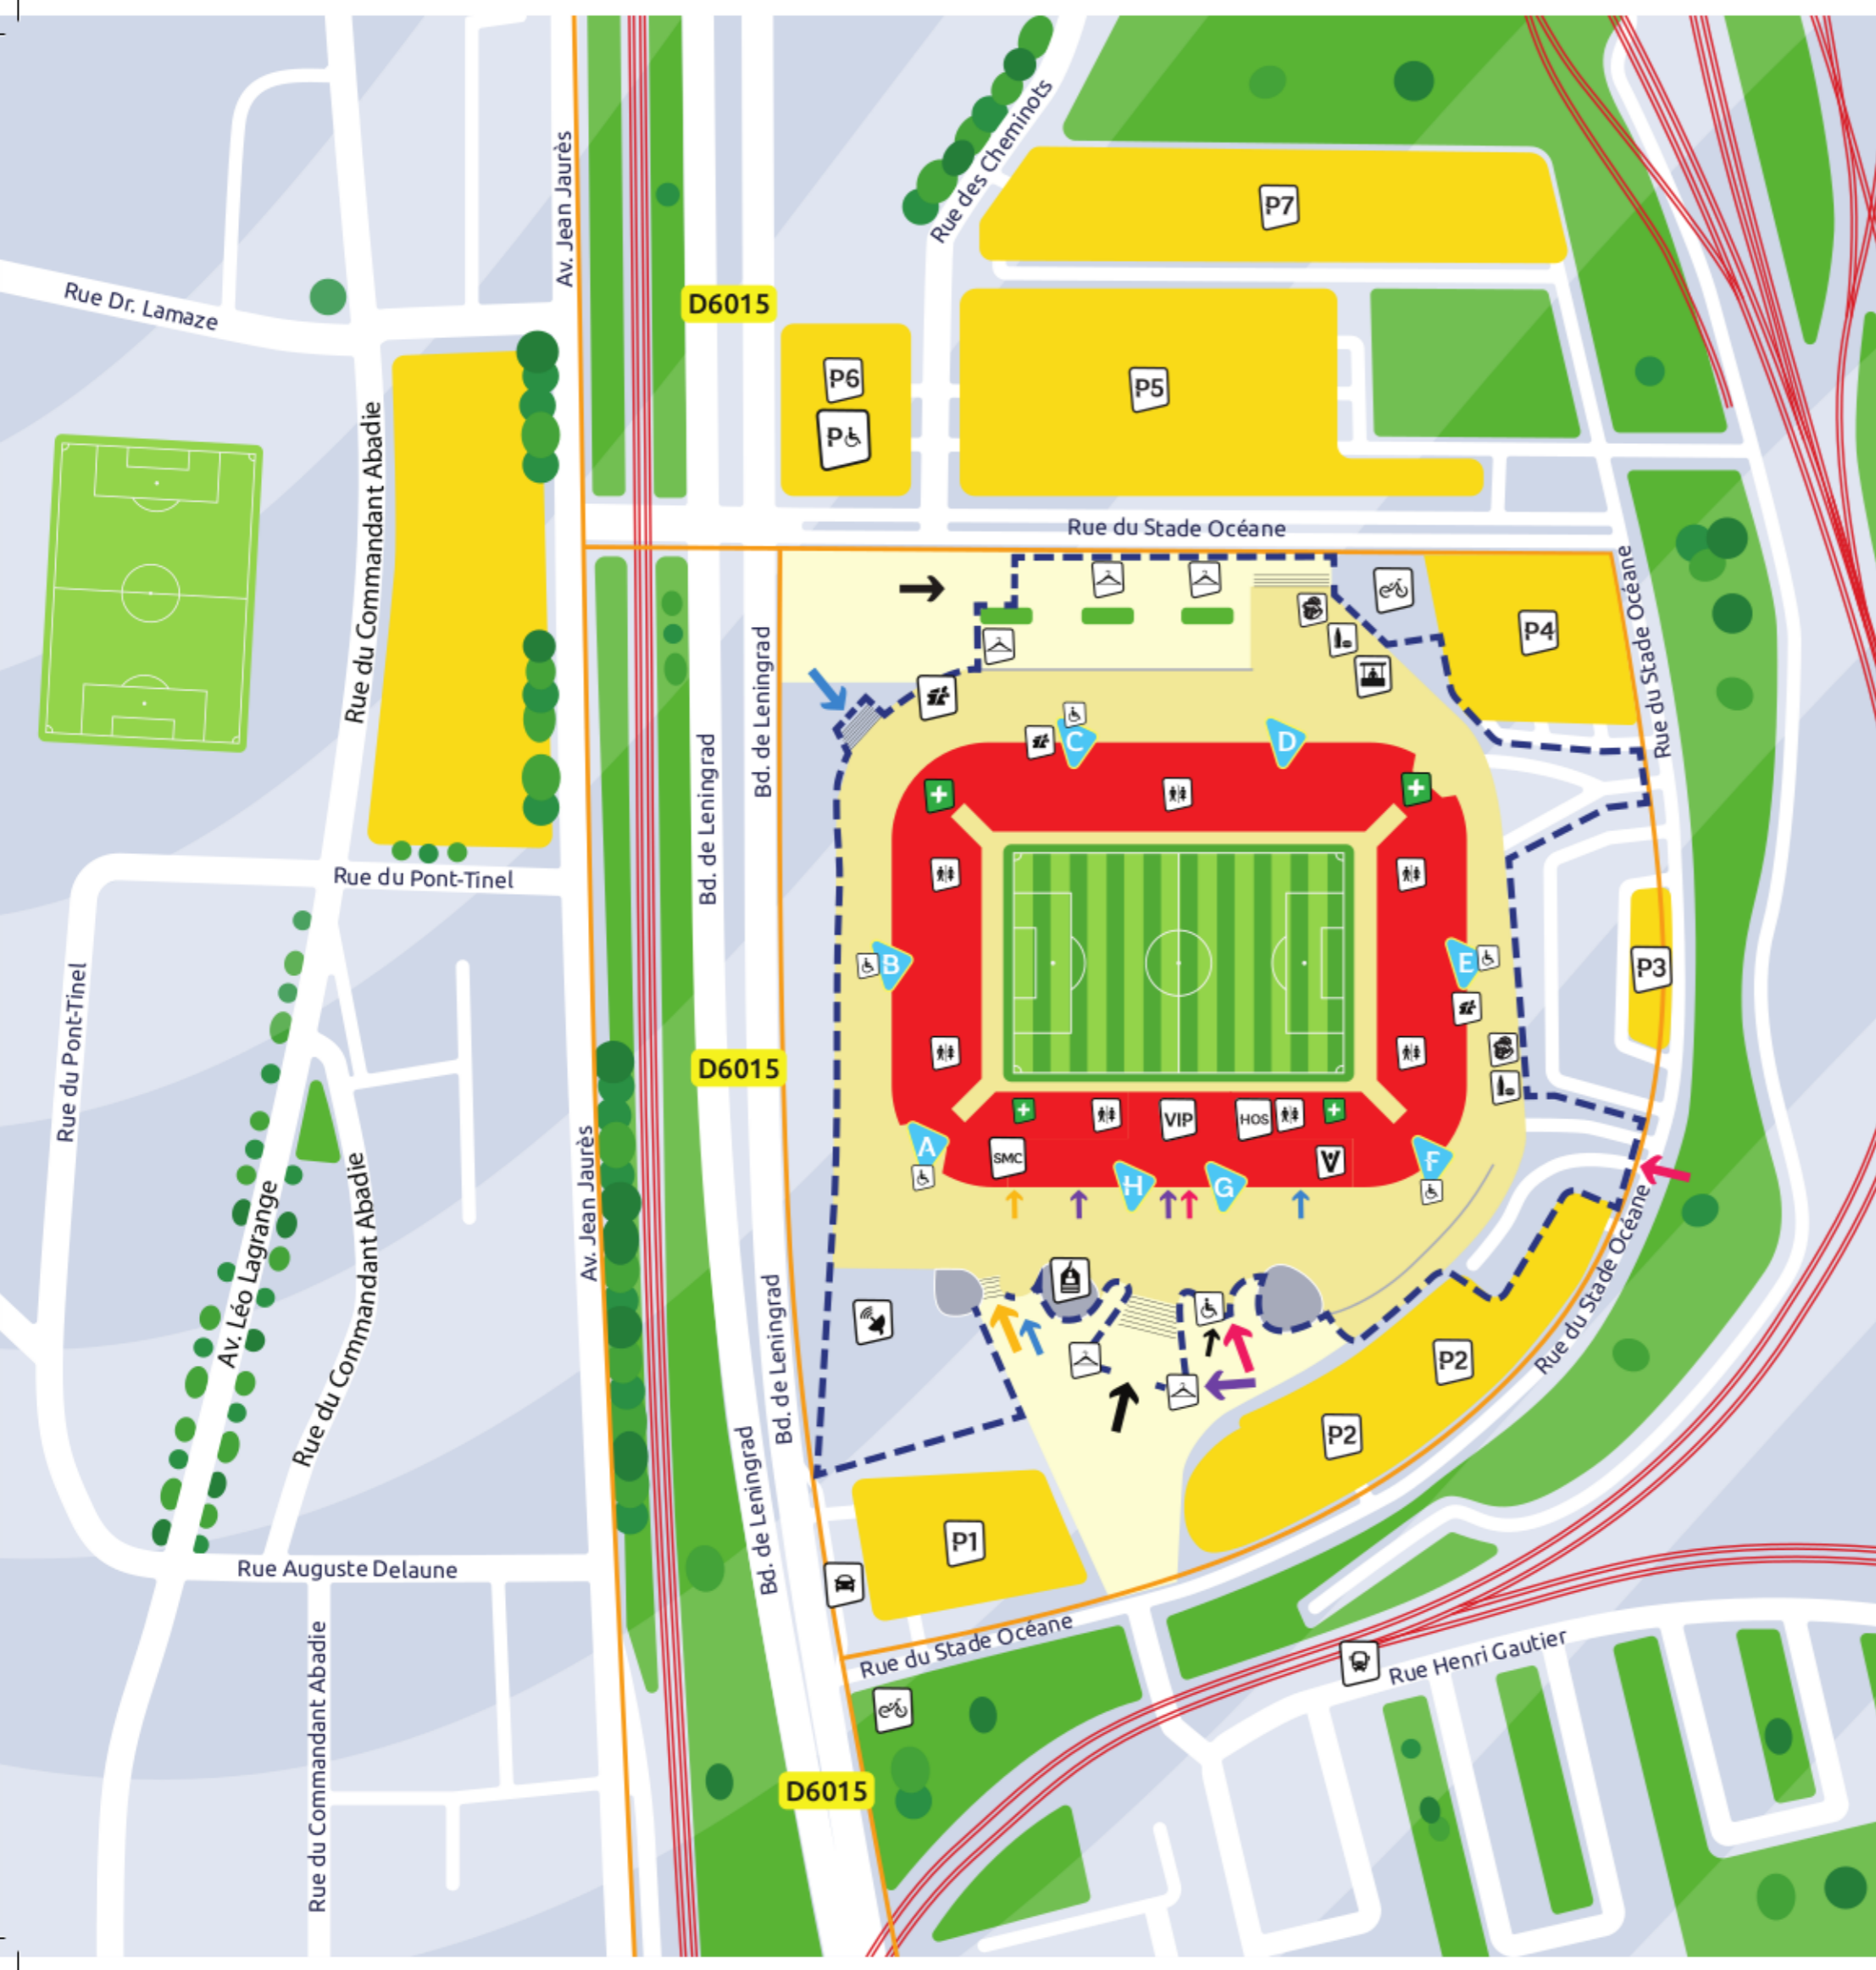 Rue des Cheminots
Av. Jean Jaurès
P7
Rue Dr. Lamaze
D6015
P6
P
P5
Rue du Commandant Abadie
Rue du Stade Océane
P4
Rue du Stade Océane
Bd. de Leningrad
Bd. de Leningrad
C
D
Rue du Pont-Tinel
B
E
P3
Rue du Pont-Tinel
D6015
VIP
HOS
A
SMC
H
G
V
F
Av. Jean Jaurès
Av. Léo Lagrange
Rue du Commandant Abadie
Rue du Stade Océane
Bd. de Leningrad
P2
P2
Bd. de Leningrad
P1
Rue Auguste Delaune
Rue du Stade Océane
Rue Henri Gautier
Rue du Commandant Abadie
D6015